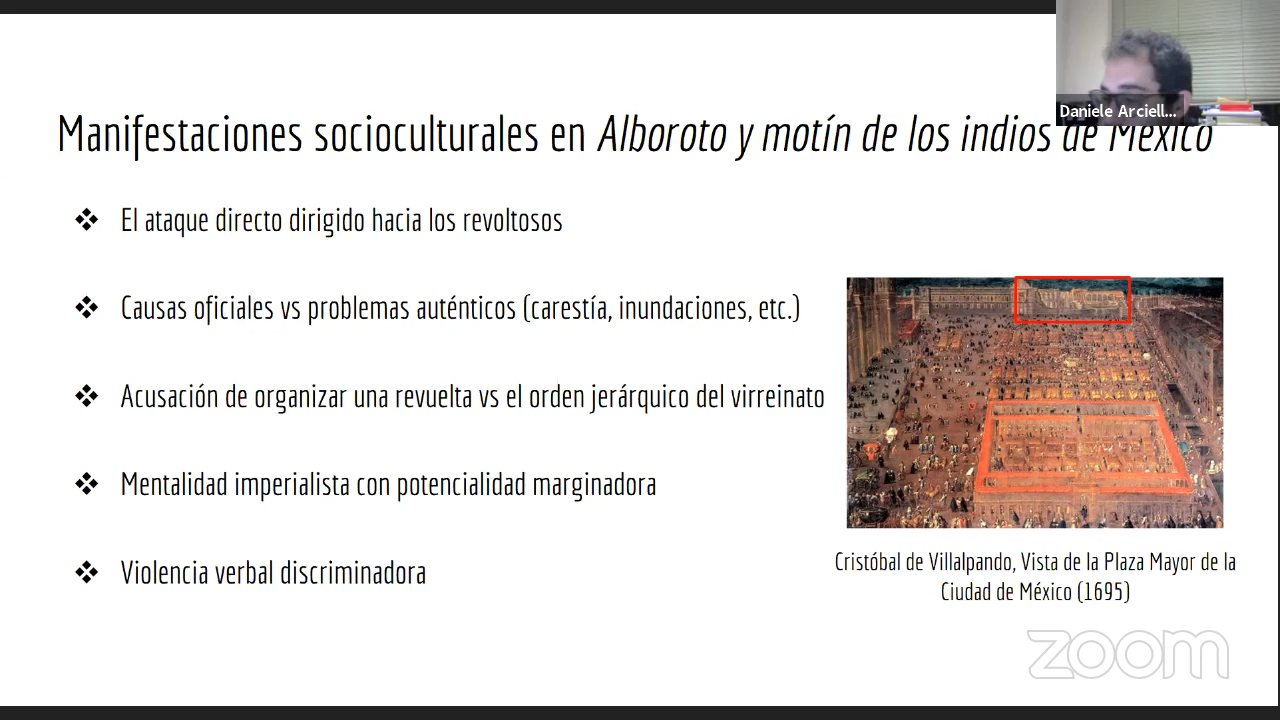 Daniele Arciell...
Manifestaciones socioculturales en Alboroto y motín de los indios de México
❖ El ataque directo dirigido hacia los revoltosos
❖ Causas oficiales vs problemas auténticos (carestía, inundaciones, etc.)
❖ Acusación de organizar una revuelta vs el orden jerárquico del virreinato
❖ Mentalidad imperialista con potencialidad marginadora
❖ Violencia verbal discriminadora
Cristóbal de Villalpando, Vista de la Plaza Mayor de la
Ciudad de México (1695)
zoom